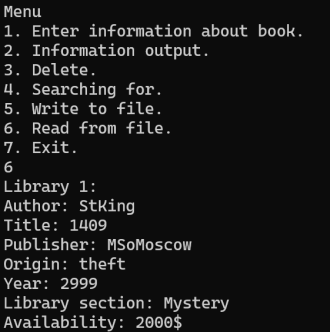 Menu
1. Enter information about book.
2. Information output.
3. Delete.
4. Searching for.
5. Write to file.
6. Read from file.
7. Exit.
6
Library 1:
Author: StKing
Title: 1409
Publisher: MSoMoscow
Origin: theft
Year: 2999
Library section: Mystery
Availability: 2000$